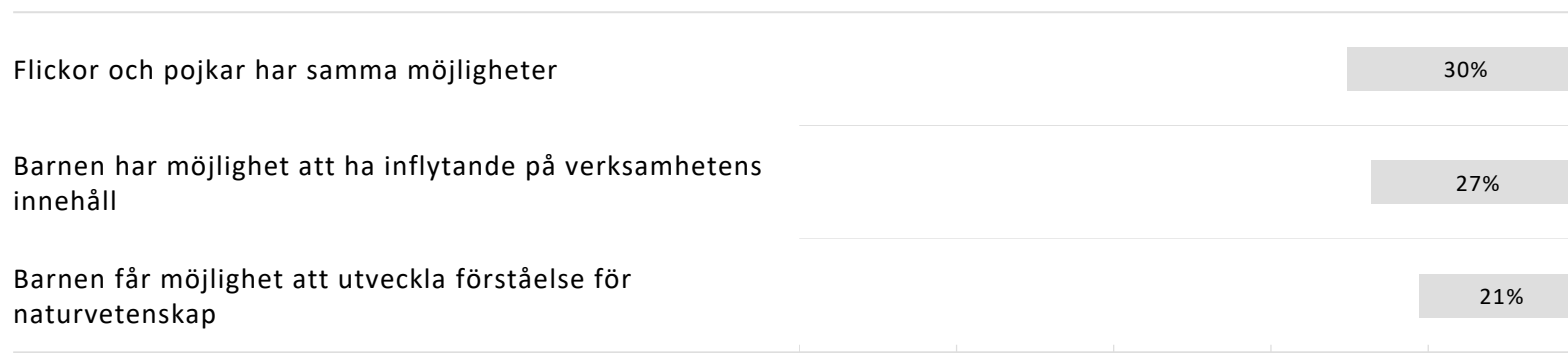 Flickor och pojkar har samma möjligheter
30%
Barnen har möjlighet att ha inflytande på verksamhetens
innehåll
27%
Barnen får möjlighet att utveckla förståelse för
naturvetenskap
21%